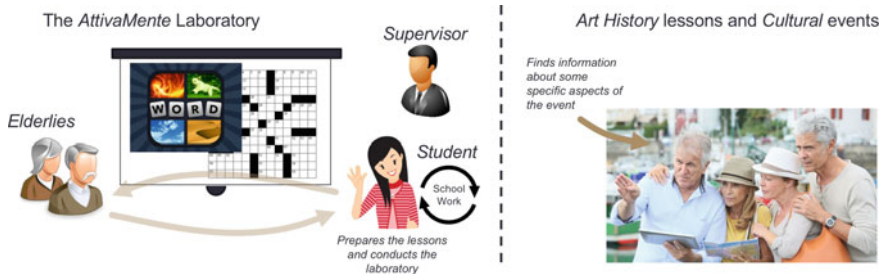 The AttivaMente Laboratory
Supervisor
Elderlies
WORD
Student
School
Work
Prepares the lessons
and conducts the
laboratory
Art History lessons and Cultural events
Finds information
about some
specific aspects of
the event